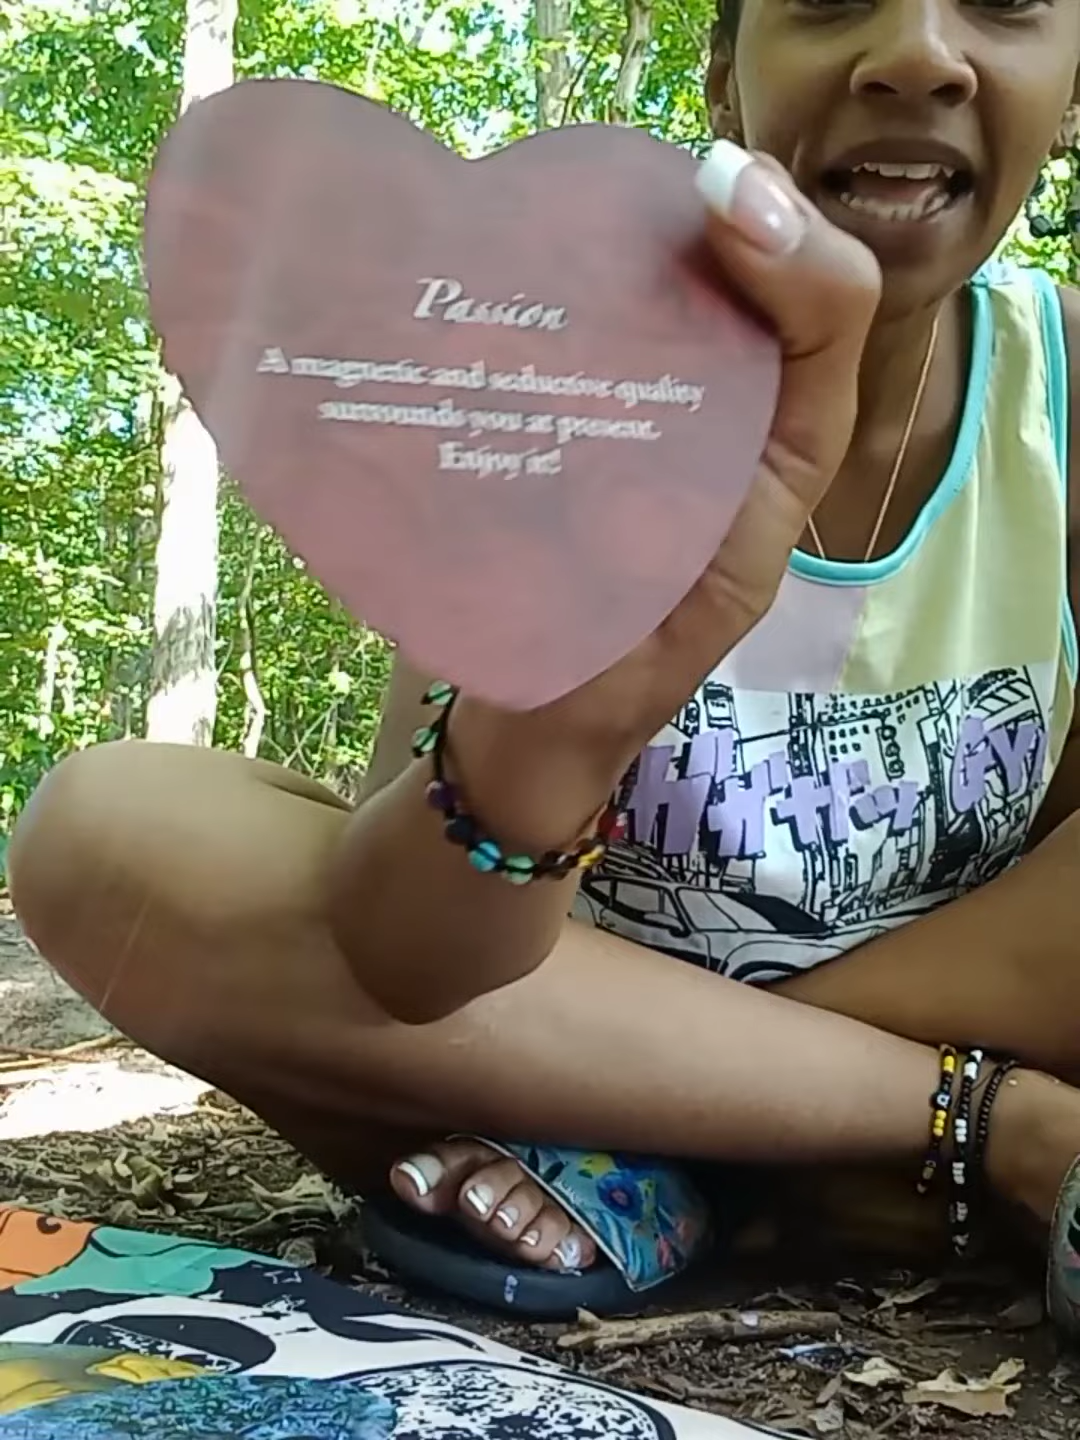 Passion
A magnetic and seductive quality
surrounds you at present.
Enjoy it!